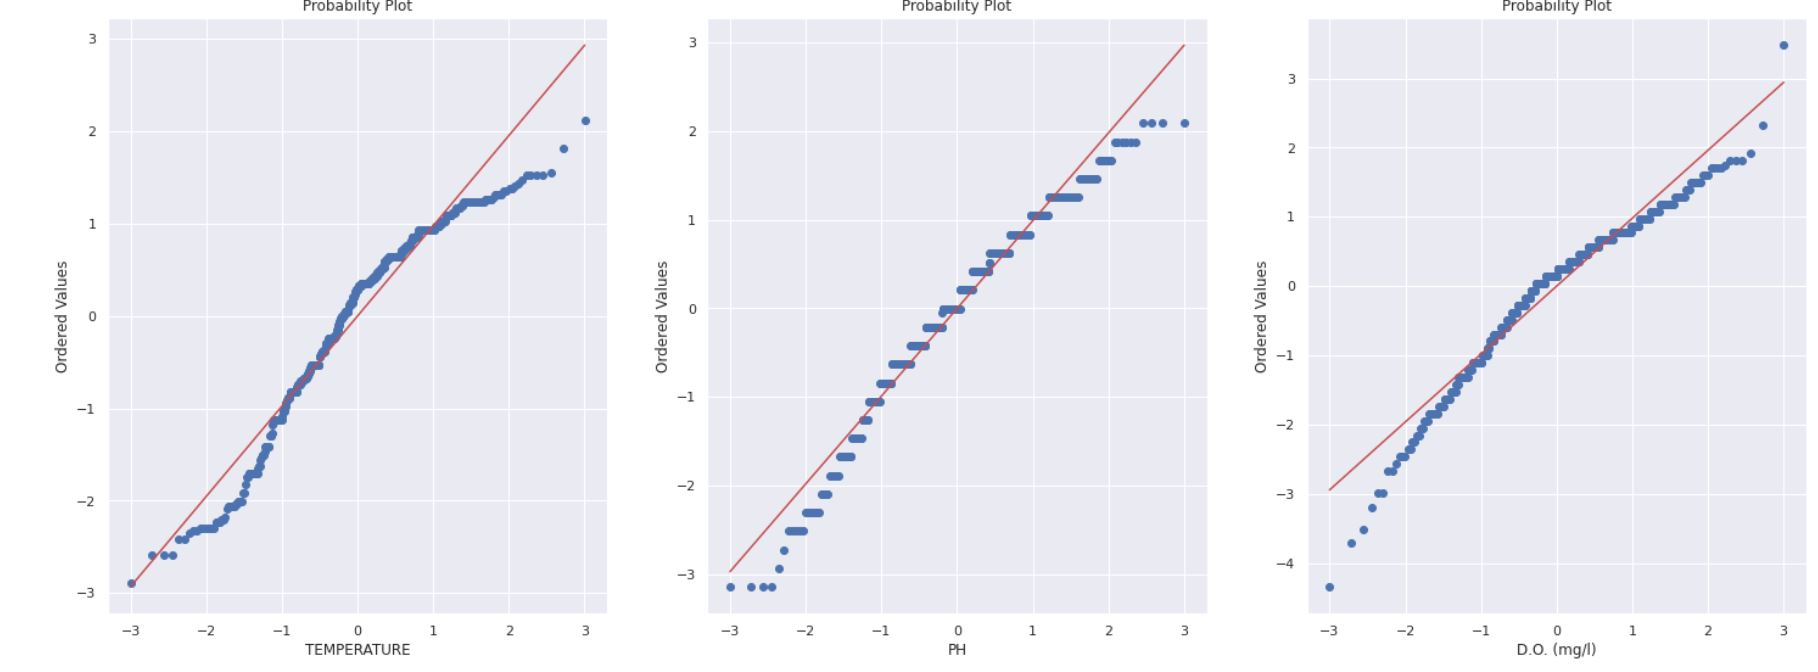 Probability Plot
3
2
1
0
−1
−2
−3
Ordered Values
−3 −2 −1 0 1 2 3
TEMPERATURE
Probability Plot
3
2
1
0
−1
−2
−3
Ordered Values
−3 −2 −1 0 1 2 3
PH
Probability Plot
3
2
1
0
−1
−2
−3
−4
Ordered Values
−3 −2 −1 0 1 2 3
D.O. (mg/l)